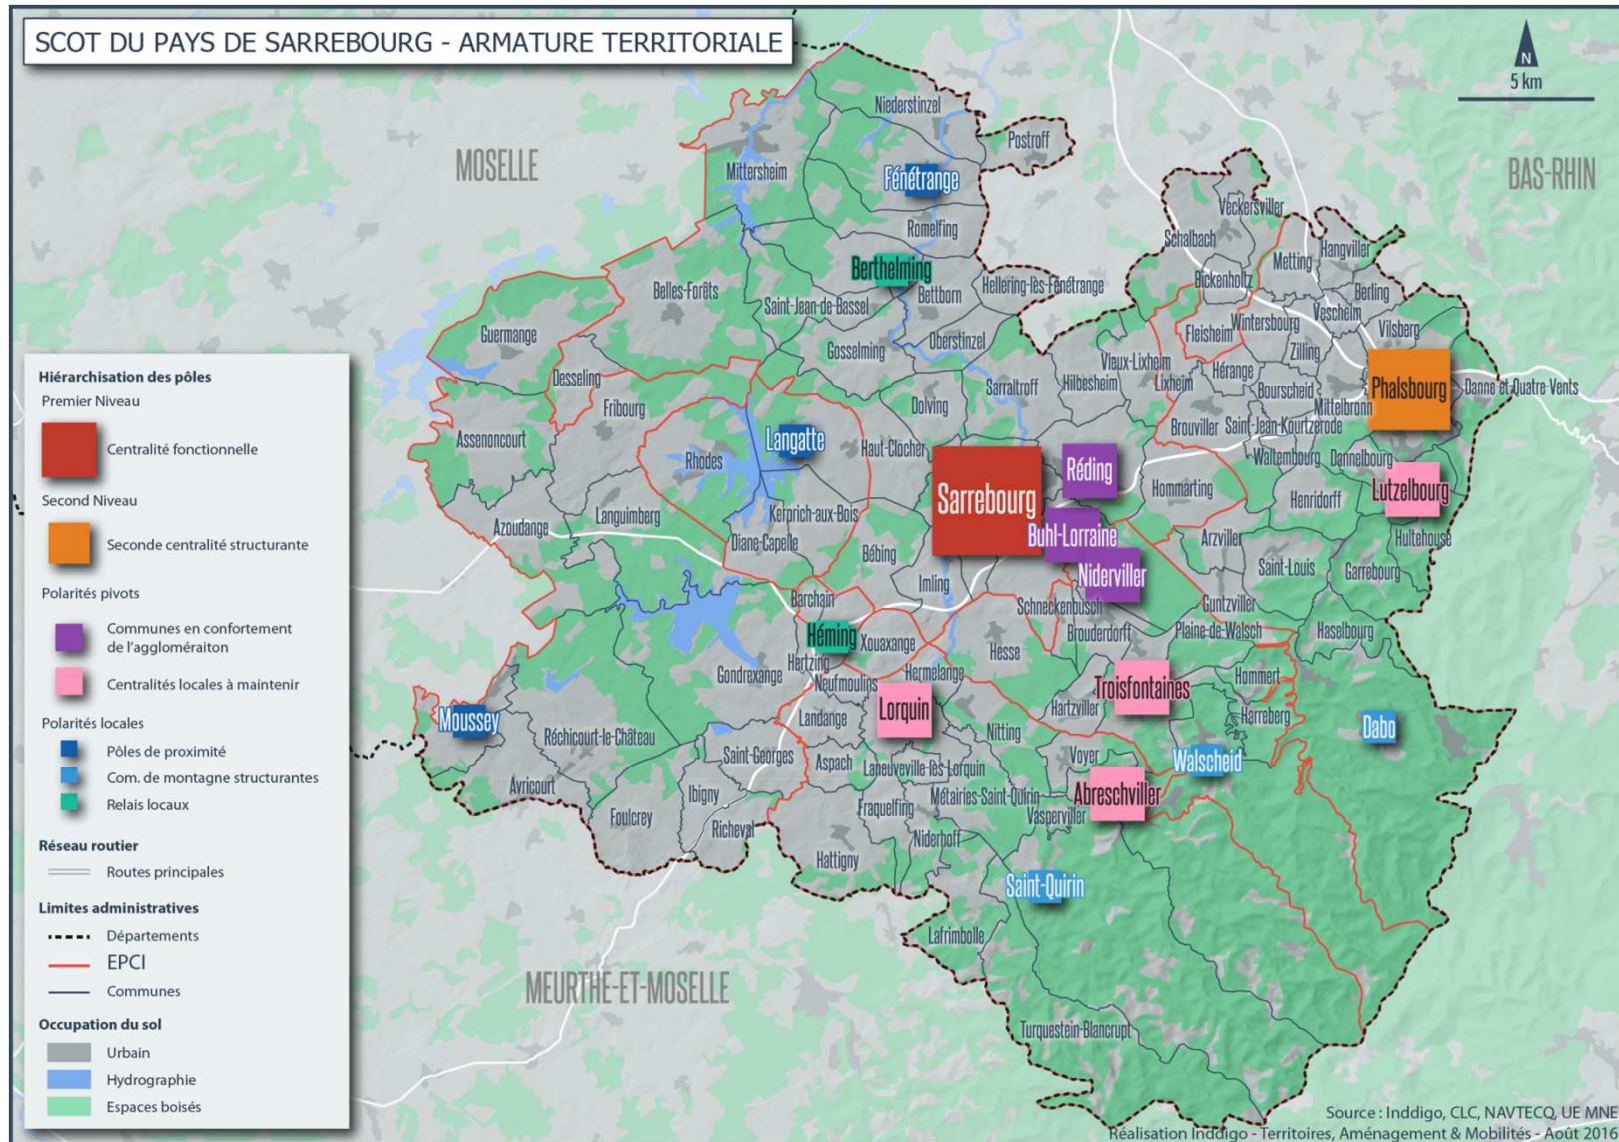 SCOT DU PAYS DE SARREBOURG - ARMATURE TERRITORIALE
N
5 km
MOSELLE
BAS-RHIN
MEURTHE-ET-MOSELLE
Niederstinzel
Postroff
Mittersheim
Fénétrange
Veckersviller
Romelfing
Schalbach
Hangviller
Metting
Berthelming
Bickenholtz
Hellering-lès-Fénétrange
Belles-Forêts
Bettborn
Berling
Saint-Jean-de-Bassel
Veschelm
Wintersbourg
Vilsberg
Guermange
Fleisheim
Oberstinzel
Gosselming
Zilling
Vieux-Lixheim
Desseling
Hérange
Hilbesheim
Lixheim
Sarraltroff
Phalsbourg
Danne et Quatre-Vents
Bourscheid
Fribourg
Dolving
Mittelbronn
Brouviller
Saint-Jean-Kourtzerode
Assenoncourt
Langatte
Haut-Clocher
Waltembourg
Dannelbourg
Rhodes
Réding
Lutzelbourg
Hommarting
Henridorff
Sarrebourg
Languimberg
Kerprich-aux-Bois
Azoudange
Buhl-Lorraine
Arzviller
Hultehouse
Diane-Capelle
Bébing
Saint-Louis
Garrebourg
Niderviller
Imling
Barchain
Schneckenbusch
Guntzviller
Héming
Xouaxange
Brouderdorff
Plaine-de-Walsch
Haselbourg
Hesse
Hertzing
Gondrexange
Hermelange
Hommert
Neufmoulins
Troisfontaines
Lorquin
Hartzviller
Harreberg
Moussey
Landange
Dabo
Réchicourt-le-Château
Nitting
Saint-Georges
Voyer
Walscheid
Aspach
Laneuveville-lès-Lorquin
Avricourt
Ibigny
Abreschviller
Métairies-Saint-Quirin
Fraquelfing
Foulcrey
Vasperviller
Richeval
Niderhoff
Hattigny
Saint-Quirin
Lafrimbolle
Turquestein-Blancrupt
Hiérarchisation des pôles
Premier Niveau
Centralité fonctionnelle
Second Niveau
Seconde centralité structurante
Polarités pivots
Communes en confortement
de l'aggloméraiton
Centralités locales à maintenir
Polarités locales
Pôles de proximité
Com. de montagne structurantes
Relais locaux
Réseau routier
Routes principales
Limites administratives
Départements
EPCI
Communes
Occupation du sol
Urbain
Hydrographie
Espaces boisés
Source : Inddigo, CLC, NAVTECQ, UE MNE
Réalisation Inddigo - Territoires, Aménagement & Mobilités - Août 2016